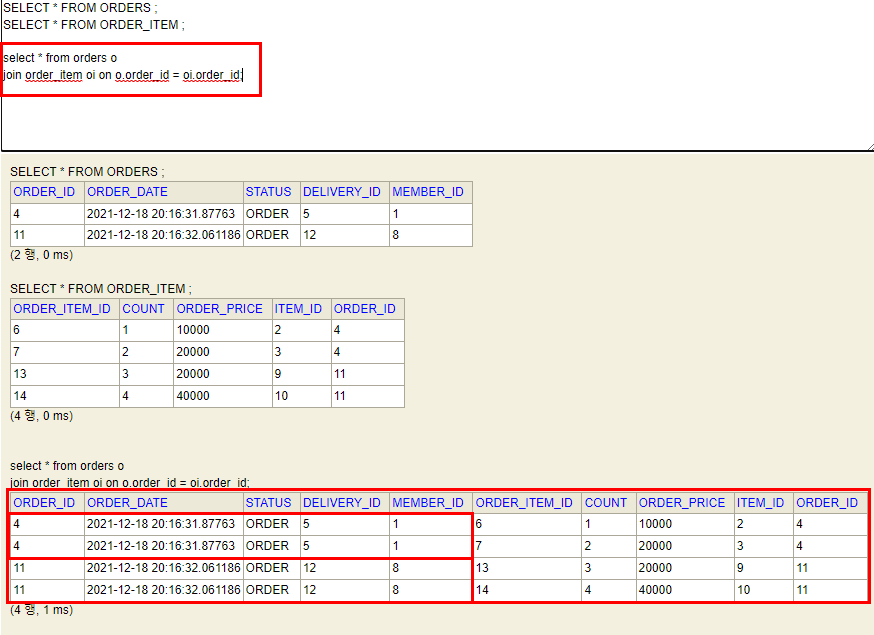 SELECT * FROM ORDERS ;
SELECT * FROM ORDER_ITEM ;
select * from orders o
join order_item oi on o.order_id = oi.order_id;
SELECT * FROM ORDERS ;
ORDER_ID ORDER_DATE STATUS DELIVERY_ID MEMBER_ID
4 2021-12-18 20:16:31.87763 ORDER 5 1
11 2021-12-18 20:16:32.061186 ORDER 12 8
(2 행, 0 ms)
SELECT * FROM ORDER_ITEM ;
ORDER_ITEM_ID COUNT ORDER_PRICE ITEM_ID ORDER_ID
6 1 10000 2 4
7 2 20000 3 4
13 3 20000 9 11
14 4 40000 10 11
(4 행, 0 ms)
select * from orders o
join order_item oi on o.order_id = oi.order_id;
ORDER_ID ORDER_DATE STATUS DELIVERY_ID MEMBER_ID ORDER_ITEM_ID COUNT ORDER_PRICE ITEM_ID ORDER_ID
4 2021-12-18 20:16:31.87763 ORDER 5 1 6 1 10000 2 4
4 2021-12-18 20:16:31.87763 ORDER 5 1 7 2 20000 3 4
11 2021-12-18 20:16:32.061186 ORDER 12 8 13 3 20000 9 11
11 2021-12-18 20:16:32.061186 ORDER 12 8 14 4 40000 10 11
(4 행, 1 ms)